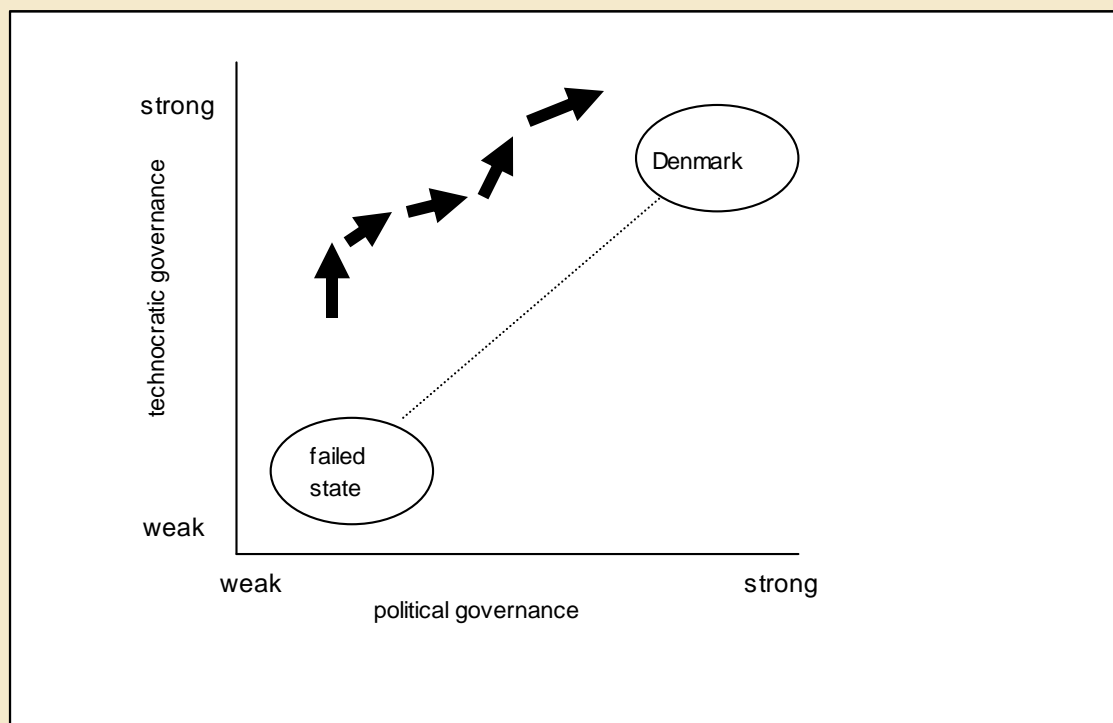 strong
technocratic governance
Denmark
failed
state
weak
weak
strong
political governance